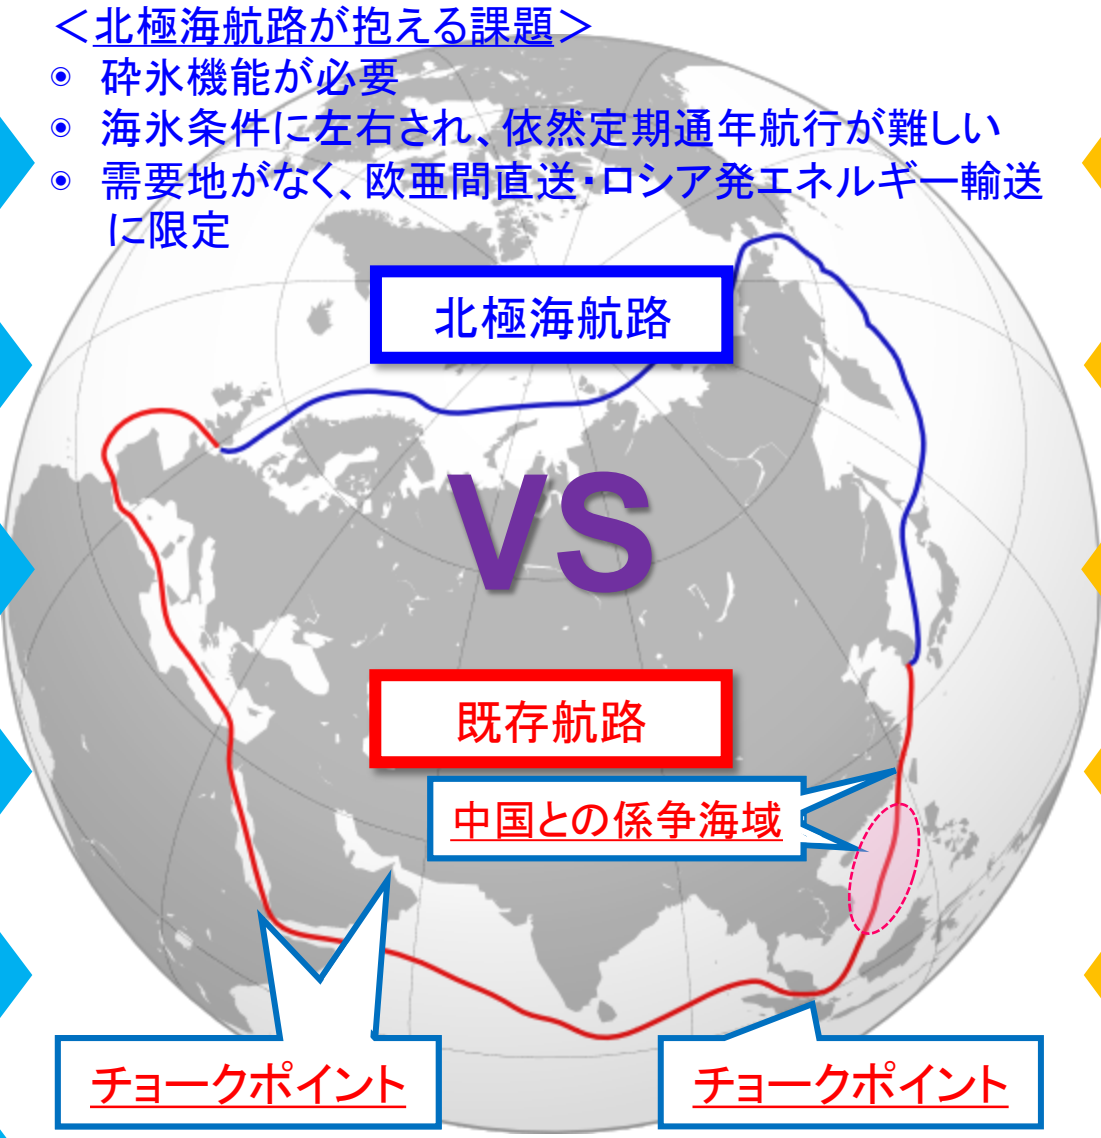 ＜北極海航路が抱える課題＞
◉ 砕氷機能が必要
◉ 海氷条件に左右され、依然定期通年航行が難しい
◉ 需要地がなく、欧亜間直送・ロシア発エネルギー輸送
に限定
北極海航路
VS
既存航路
中国との係争海域
チョークポイント
チョークポイント